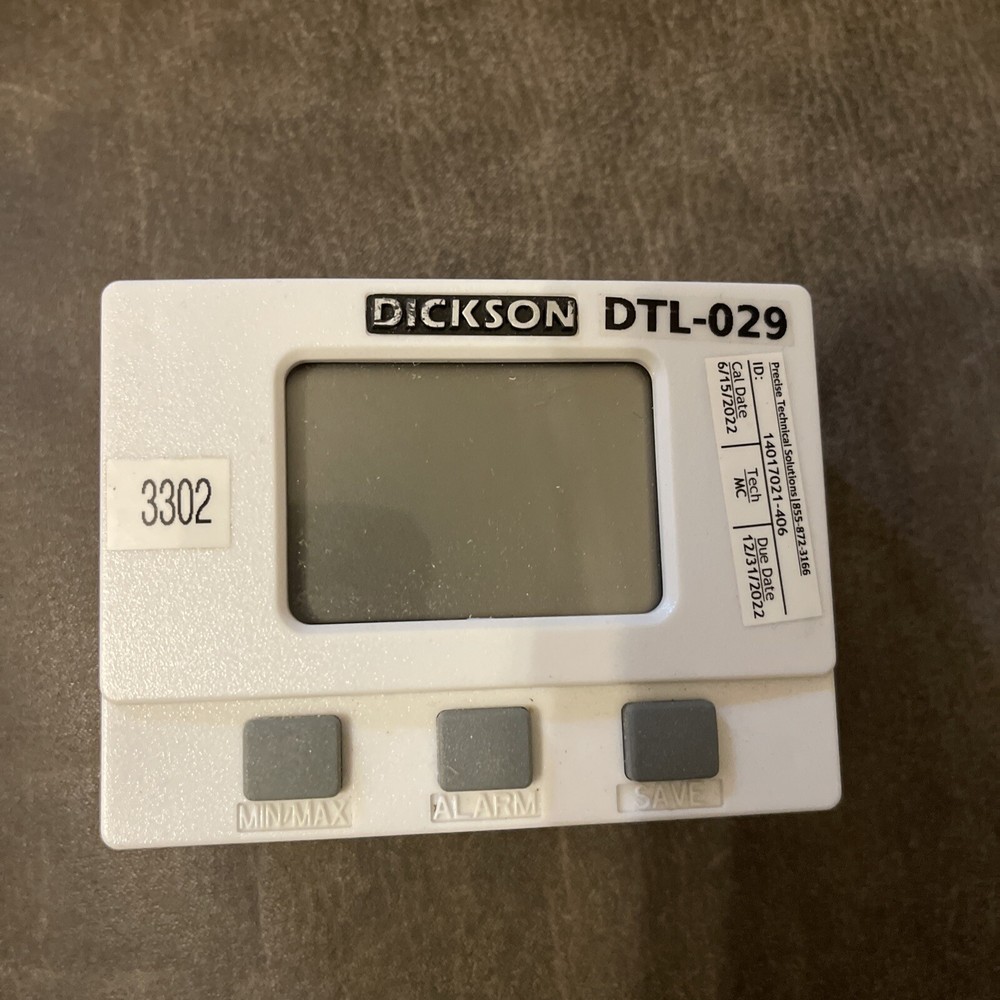 DICKSON
DTL-029
Precise Technical Solutions|855-872-3166
ID: 14017021-406
Cal Date Tech Due Date
6/15/2022 MC 12/31/2022
3302
MIN/MAX ALARM SAVE